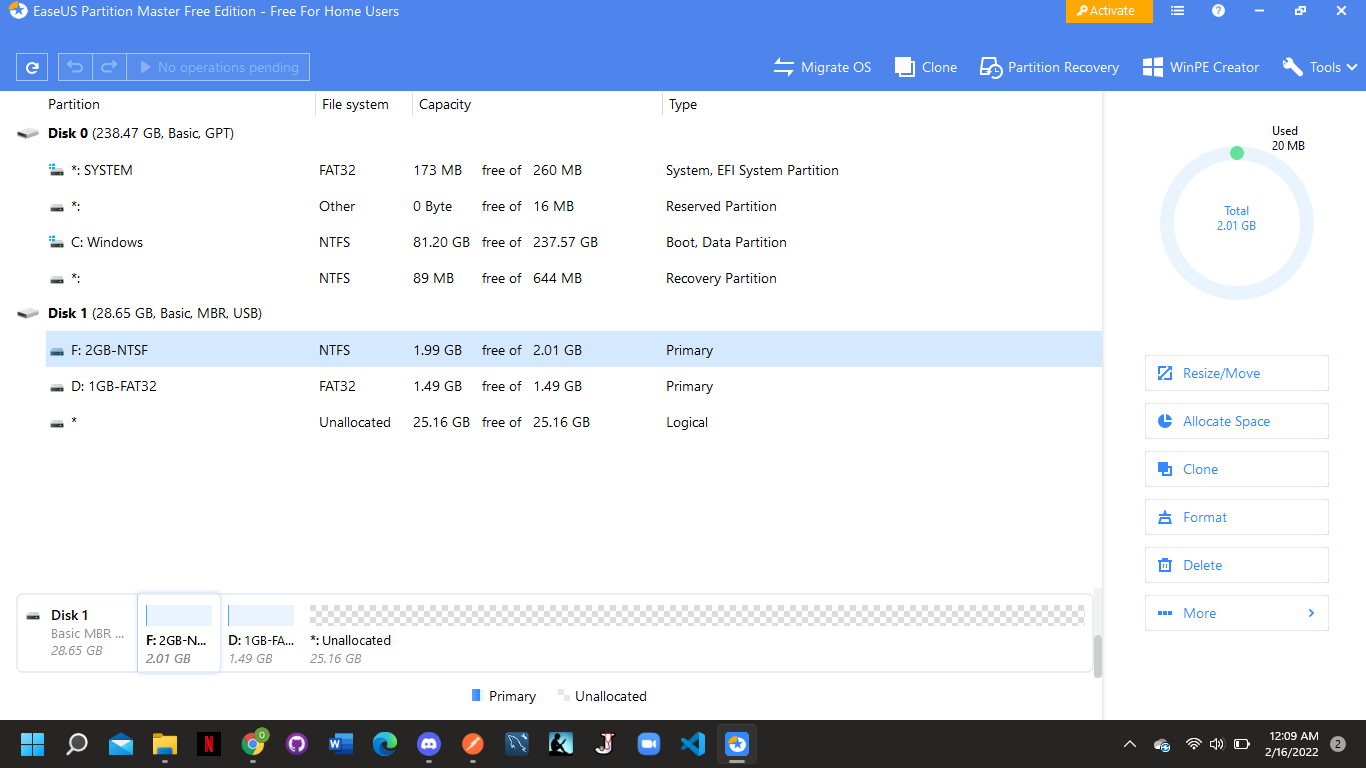 EaseUS Partition Master Free Edition - Free For Home Users
Activate
No operations pending
Migrate OS
Clone
Partition Recovery
WinPE Creator
Tools
Partition File system Capacity Type
Disk 0 (238.47 GB, Basic, GPT)
*: SYSTEM FAT32 173 MB free of 260 MB System, EFI System Partition
*: Other 0 Byte free of 16 MB Reserved Partition
C: Windows NTFS 81.20 GB free of 237.57 GB Boot, Data Partition
*: NTFS 89 MB free of 644 MB Recovery Partition
Disk 1 (28.65 GB, Basic, MBR, USB)
F: 2GB-NTSF NTFS 1.99 GB free of 2.01 GB Primary
D: 1GB-FAT32 FAT32 1.49 GB free of 1.49 GB Primary
* Unallocated 25.16 GB free of 25.16 GB Logical
Used
20 MB
Total
2.01 GB
Resize/Move
Allocate Space
Clone
Format
Delete
More
Disk 1
Basic MBR ...
28.65 GB
F: 2GB-N...
2.01 GB
D: 1GB-FA...
1.49 GB
*: Unallocated
25.16 GB
Primary
Unallocated
0
12:09 AM
2/16/2022
2